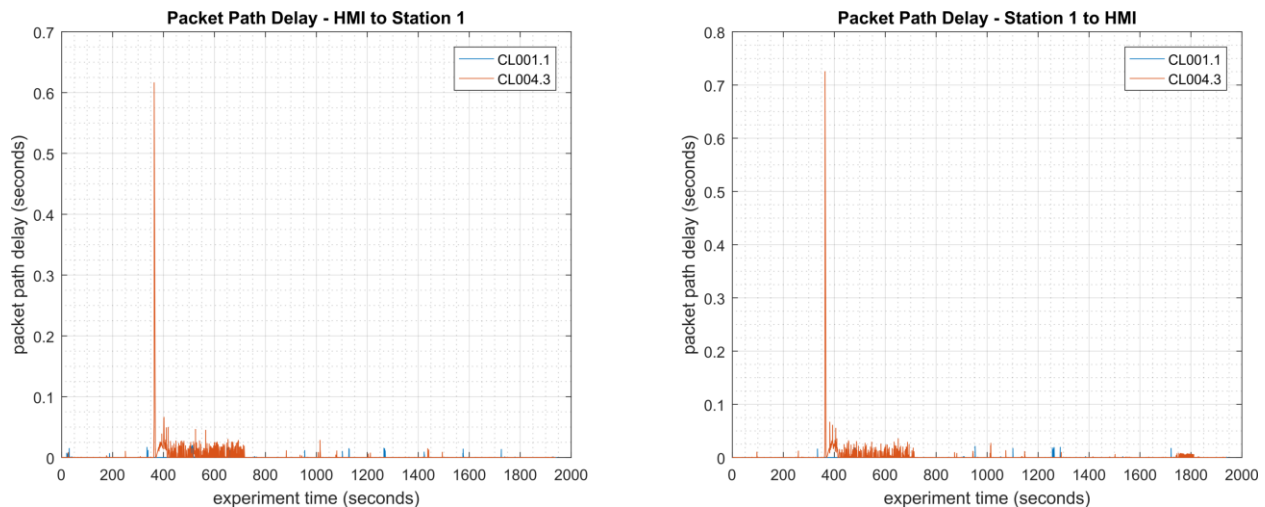 Packet Path Delay - HMI to Station 1
packet path delay (seconds)
0.7
0.6
0.5
0.4
0.3
0.2
0.1
0
CL001.1
CL004.3
0 200 400 600 800 1000 1200 1400 1600 1800 2000
experiment time (seconds)
Packet Path Delay - Station 1 to HMI
packet path delay (seconds)
0.8
0.7
0.6
0.5
0.4
0.3
0.2
0.1
0
CL001.1
CL004.3
0 200 400 600 800 1000 1200 1400 1600 1800 2000
experiment time (seconds)